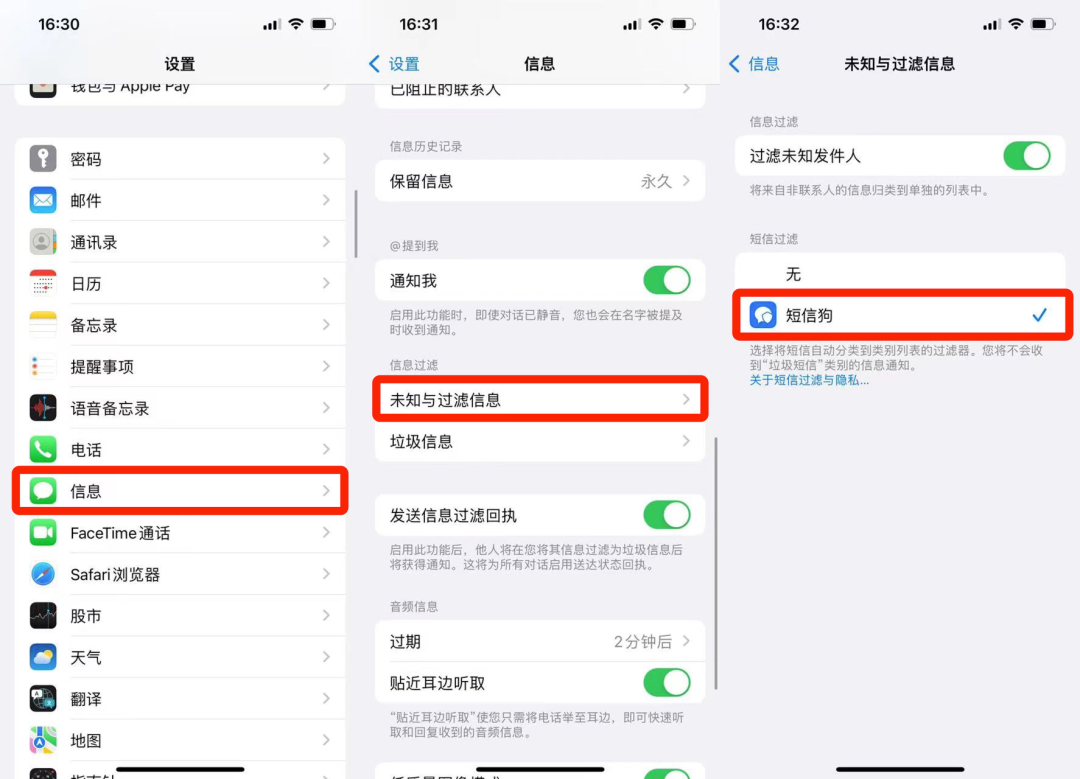 16:30
设置
钱包与 Apple Pay
密码
邮件
通讯录
日历
备忘录
提醒事项
语音备忘录
电话
信息
FaceTime通话
Safari浏览器
股市
天气
翻译
地图
指南针
16:31
设置
信息
已阻止的联系人
信息历史记录
保留信息
永久
@提到我
通知我
启用此功能时，即使对话已静音，您也会在名字被提及
时收到通知。
信息过滤
未知与过滤信息
垃圾信息
发送信息过滤回执
启用此功能后，他人将在您将其信息过滤为垃圾信息后
将获得通知。这将为所有对话启用送达状态回执。
音频信息
过期
2分钟后
贴近耳边听取
“贴近耳边听取”使您只需将电话举至耳边，即可快速听
取和回复收到的音频信息。
低质量图像模式
16:32
信息
未知与过滤信息
信息过滤
过滤未知发件人
将来自非联系人的信息归类到单独的列表中。
短信过滤
无
短信狗
选择将短信自动分类到类别列表的过滤器。您将不会收
到“垃圾短信”类别的信息通知。
关于短信过滤与隐私...